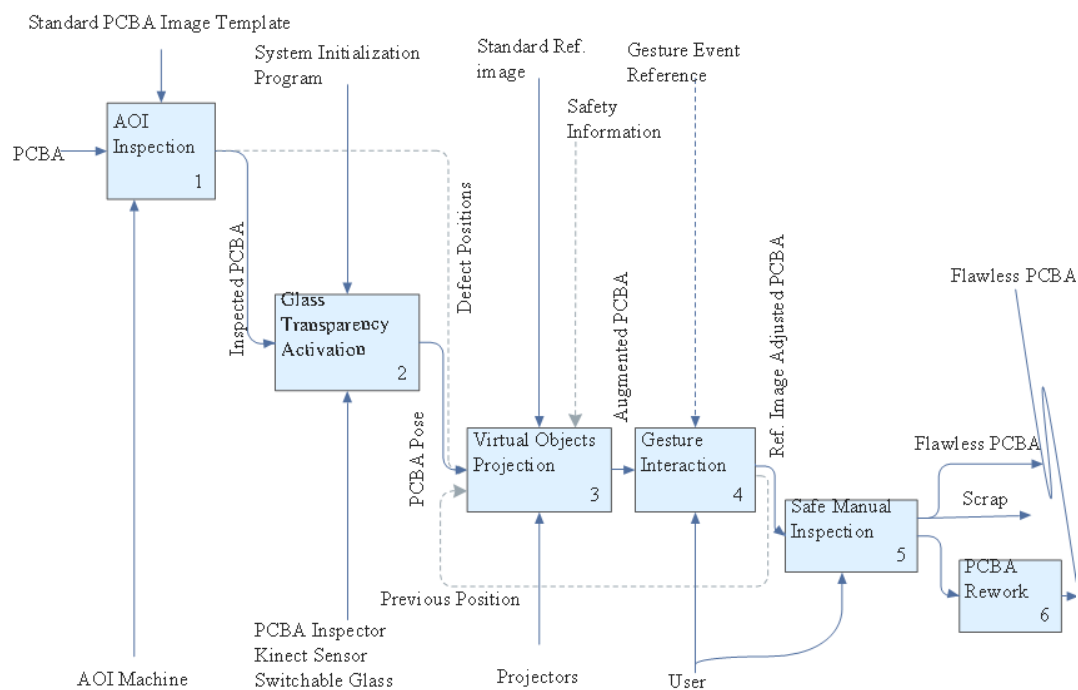 Standard PCBA Image Template
System Initialization
Program
Standard Ref.
image
Gesture Event
Reference
Safety
Information
PCBA
AOI
Inspection
1
Inspected PCBA
Defect Positions
Glass
Transparency
Activation
2
PCBA Pose
Virtual Objects
Projection
3
Augmented PCBA
Gesture
Interaction
4
Ref. Image Adjusted PCBA
Flawless PCBA
Flawless PCBA
Scrap
Safe Manual
Inspection
5
PCBA
Rework
6
Previous Position
AOI Machine
PCBA Inspector
Kinect Sensor
Switchable Glass
Projectors
User